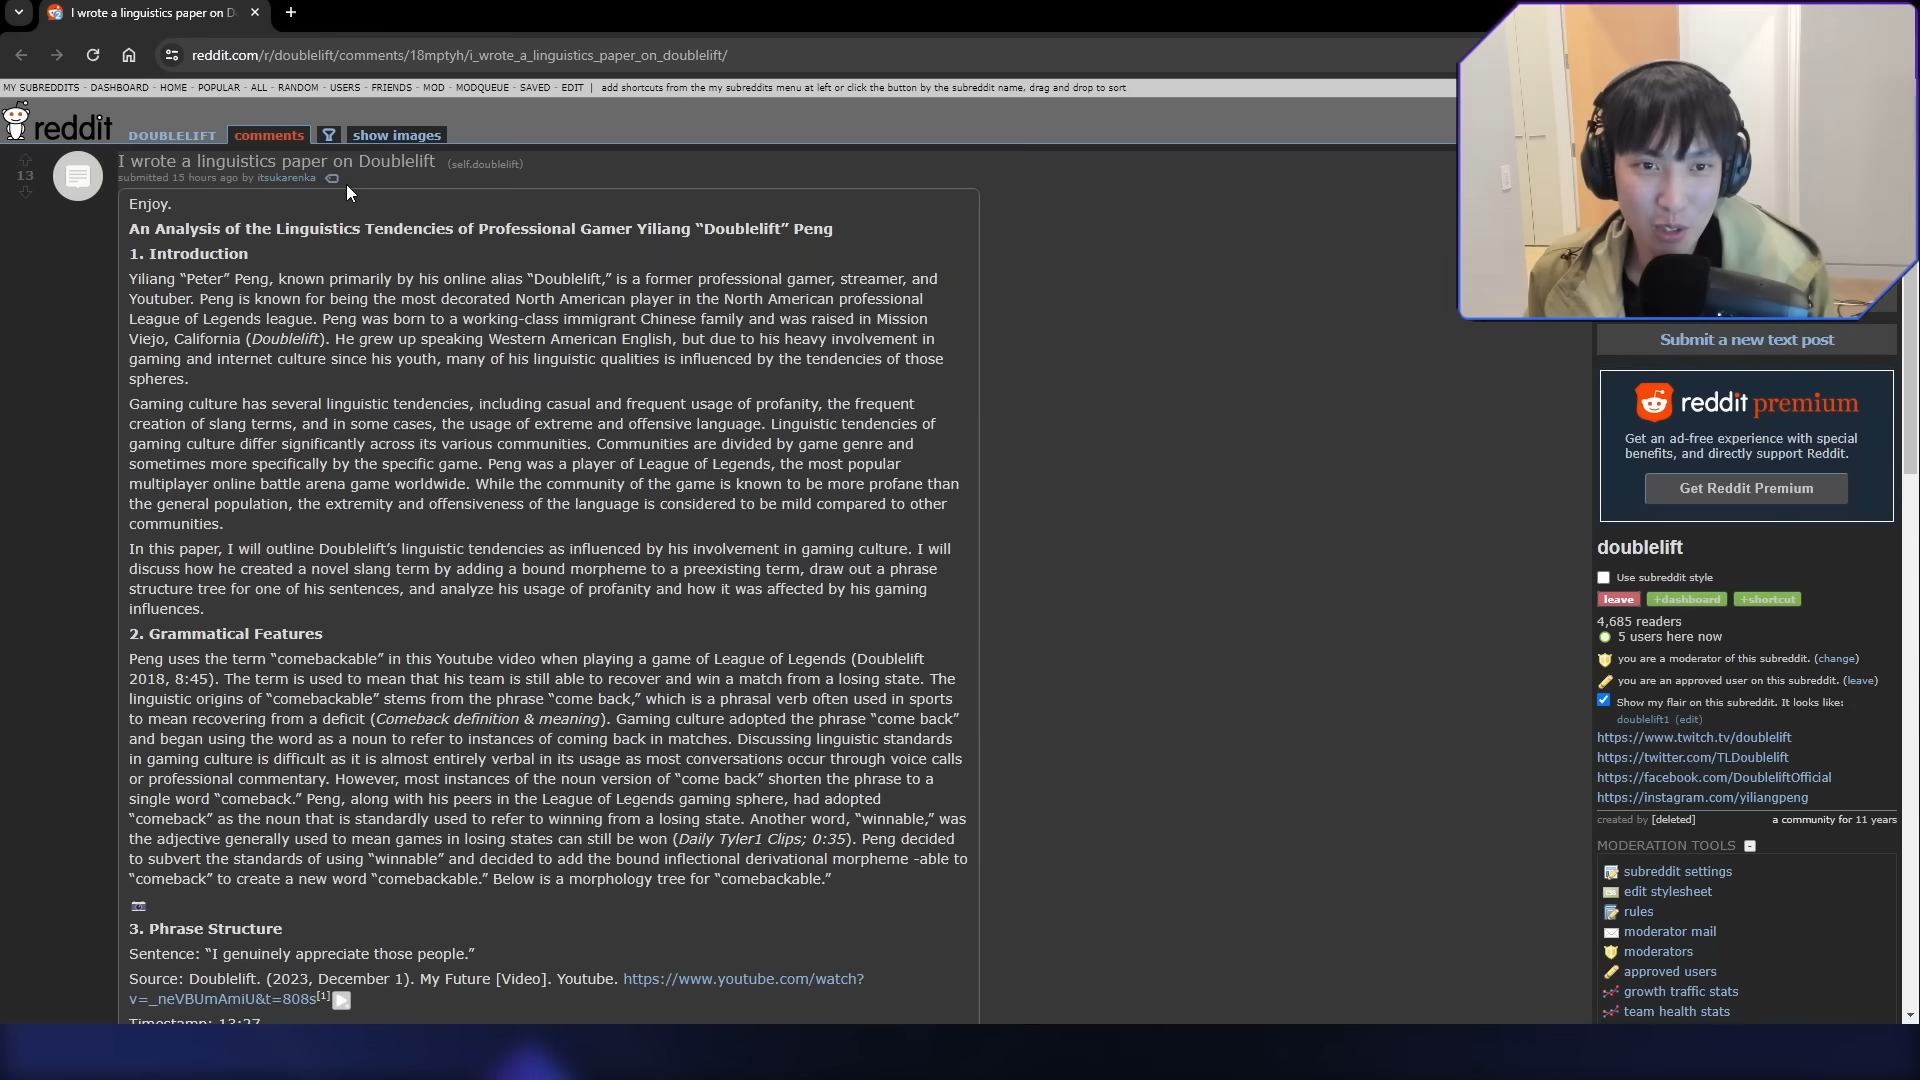 I wrote a linguistics paper on D
reddit.com/r/doublelift/comments/18mptyh/i_wrote_a_linguistics_paper_on_doublelift/
MY SUBREDDITS - DASHBOARD - HOME - POPULAR - ALL - RANDOM - USERS - FRIENDS - MOD - MODQUEUE - SAVED - EDIT | add shortcuts from the my subreddits menu at left or click the button by the subreddit name, drag and drop to sort
reddit DOUBLELIFT comments show images
I wrote a linguistics paper on Doublelift (self.doublelift)
13
submitted 15 hours ago by itsukarenka
Enjoy.
An Analysis of the Linguistics Tendencies of Professional Gamer Yiliang “Doublelift” Peng
1. Introduction
Yiliang “Peter” Peng, known primarily by his online alias “Doublelift,” is a former professional gamer, streamer, and
Youtuber. Peng is known for being the most decorated North American player in the North American professional
League of Legends league. Peng was born to a working-class immigrant Chinese family and was raised in Mission
Viejo, California (Doublelift). He grew up speaking Western American English, but due to his heavy involvement in
gaming and internet culture since his youth, many of his linguistic qualities is influenced by the tendencies of those
spheres.
Gaming culture has several linguistic tendencies, including casual and frequent usage of profanity, the frequent
creation of slang terms, and in some cases, the usage of extreme and offensive language. Linguistic tendencies of
gaming culture differ significantly across its various communities. Communities are divided by game genre and
sometimes more specifically by the specific game. Peng was a player of League of Legends, the most popular
multiplayer online battle arena game worldwide. While the community of the game is known to be more profane than
the general population, the extremity and offensiveness of the language is considered to be mild compared to other
communities.
In this paper, I will outline Doublelift’s linguistic tendencies as influenced by his involvement in gaming culture. I will
discuss how he created a novel slang term by adding a bound morpheme to a preexisting term, draw out a phrase
structure tree for one of his sentences, and analyze his usage of profanity and how it was affected by his gaming
influences.
2. Grammatical Features
Peng uses the term “comebackable” in this Youtube video when playing a game of League of Legends (Doublelift
2018, 8:45). The term is used to mean that his team is still able to recover and win a match from a losing state. The
linguistic origins of “comebackable” stems from the phrase “come back,” which is a phrasal verb often used in sports
to mean recovering from a deficit (Comeback definition & meaning). Gaming culture adopted the phrase “come back”
and began using the word as a noun to refer to instances of coming back in matches. Discussing linguistic standards
in gaming culture is difficult as it is almost entirely verbal in its usage as most conversations occur through voice calls
or professional commentary. However, most instances of the noun version of “come back” shorten the phrase to a
single word “comeback.” Peng, along with his peers in the League of Legends gaming sphere, had adopted
“comeback” as the noun that is standardly used to refer to winning from a losing state. Another word, “winnable,” was
the adjective generally used to mean games in losing states can still be won (Daily Tyler1 Clips; 0:35). Peng decided
to subvert the standards of using “winnable” and decided to add the bound inflectional derivational morpheme -able to
“comeback” to create a new word “comebackable.” Below is a morphology tree for “comebackable.”
3. Phrase Structure
Sentence: “I genuinely appreciate those people.”
Source: Doublelift. (2023, December 1). My Future [Video]. Youtube. https://www.youtube.com/watch?
v=_neVBUmAmiU&t=808s[1]
Timestamp: 13:27
Submit a new text post
reddit premium
Get an ad-free experience with special
benefits, and directly support Reddit.
Get Reddit Premium
doublelift
Use subreddit style
leave +dashboard +shortcut
4,685 readers
5 users here now
you are a moderator of this subreddit. (change)
you are an approved user on this subreddit. (leave)
Show my flair on this subreddit. It looks like:
doublelift1 (edit)
https://www.twitch.tv/doublelift
https://twitter.com/TLDoublelift
https://facebook.com/DoubleliftOfficial
https://instagram.com/yiliangpeng
created by [deleted] a community for 11 years
MODERATION TOOLS -
subreddit settings
edit stylesheet
rules
moderator mail
moderators
approved users
growth traffic stats
team health stats